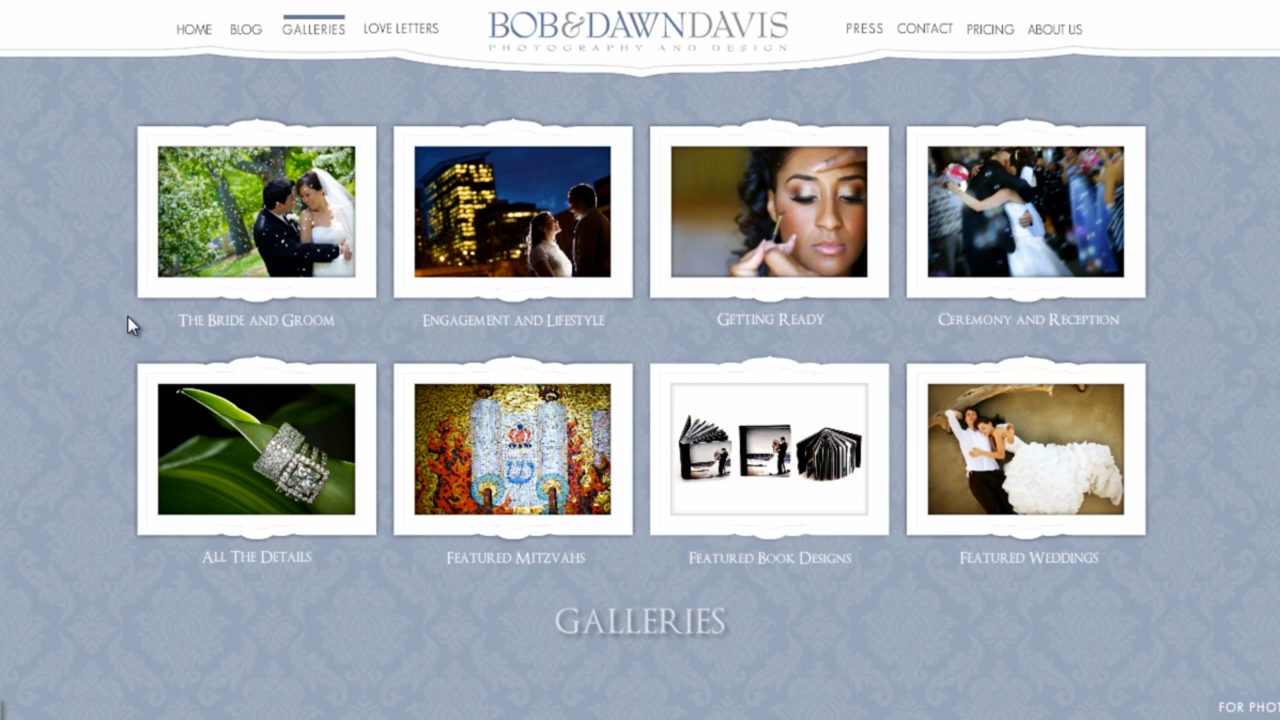 HOME BLOG GALLERIES LOVE LETTERS BOB&DAWNDAVIS PRESS CONTACT PRICING ABOUT US
PHOTOGRAPHY AND DESIGN
The Bride and Groom Engagement and Lifestyle Getting Ready Ceremony and Reception
All The Details Featured Mitzvahs Featured Book Designs Featured Weddings
GALLERIES
FOR PHOT